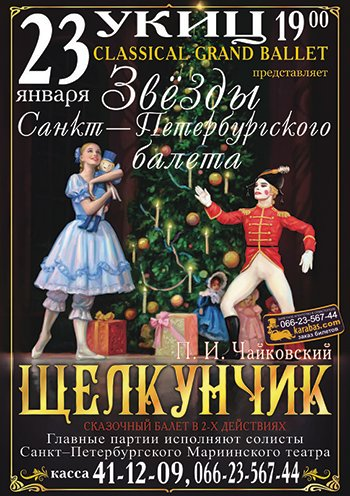 23 УКИЦ 19 00
января
CLASSICAL GRAND BALLET
представляет
Звёзды
Санкт–Петербургского
балета
066-23-567-44
karabas.com
заказ билетов
П. И. Чайковский
ЩЕЛКУНЧИК
СКАЗОЧНЫЙ БАЛЕТ В 2-Х ДЕЙСТВИЯХ
Главные партии исполняют солисты
Санкт–Петербургского Мариинского театра
касса 41-12-09, 066-23-567-44